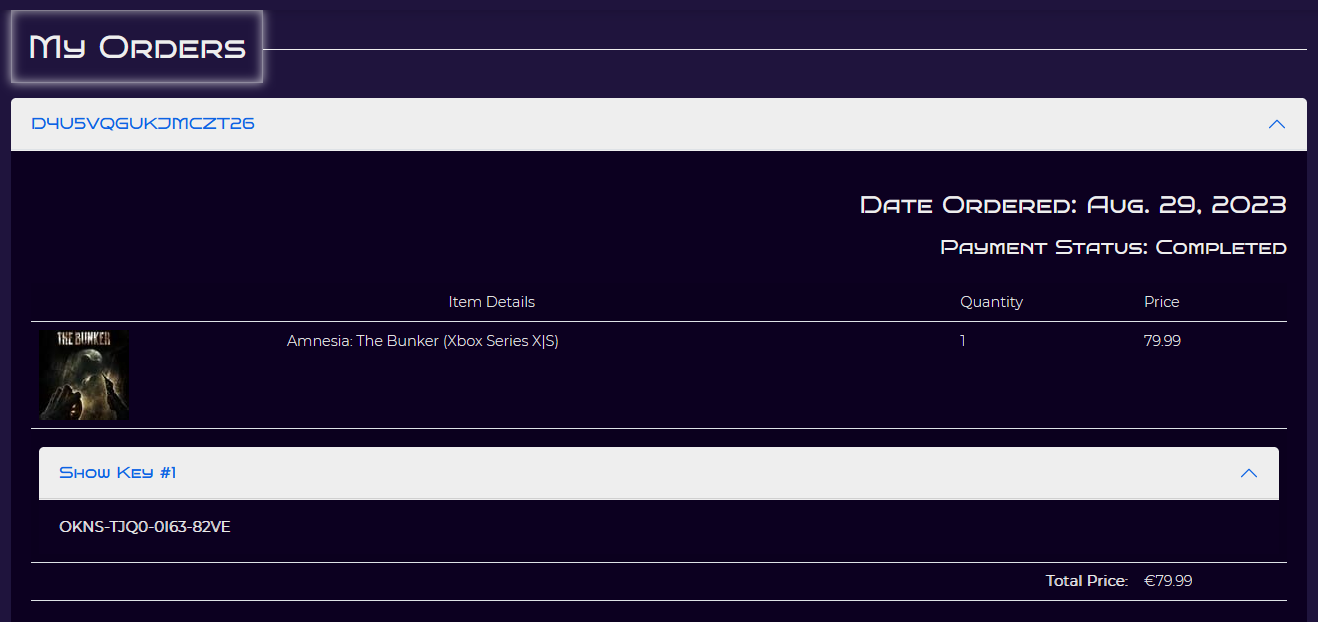 My Orders
D4U5VQGUKJMCZT26
Date Ordered: Aug. 29, 2023
Payment Status: Completed
Item Details Quantity Price
THE BUNKER
Amnesia: The Bunker (Xbox Series X|S) 1 79.99
Show Key #1
OKNS-TJQ0-0I63-82VE
Total Price: €79.99